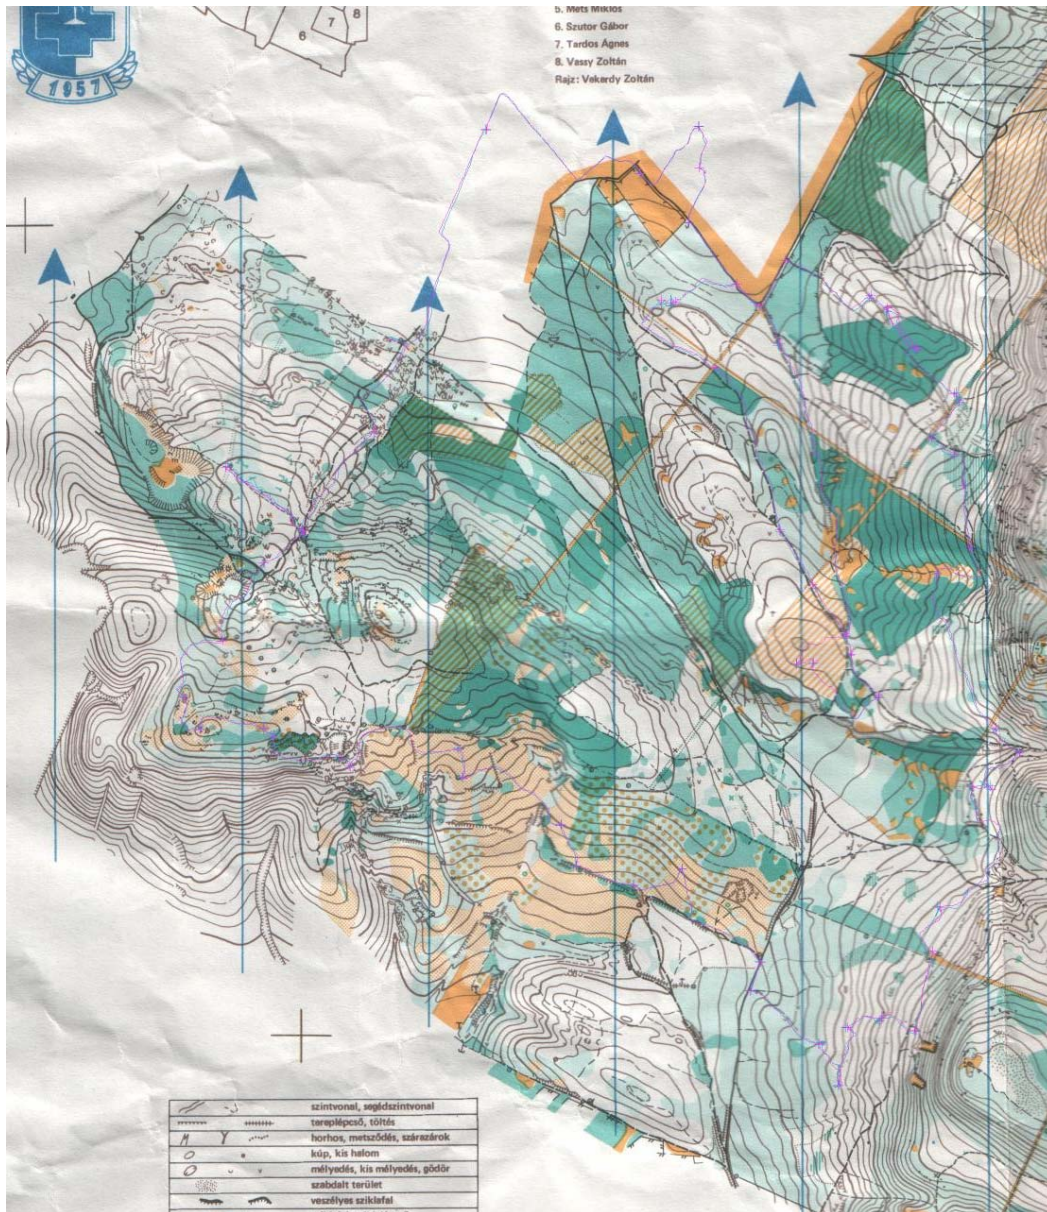 1957
7
8
6
5. Mets Miklós
6. Szutor Gábor
7. Tardos Ágnes
8. Vassy Zoltán
Rajz: Vekerdy Zoltán
szintvonal, segédszintvonal
tereplépcső, töltés
horhos, metsződés, szárazárok
kúp, kis halom
mélyedés, kis mélyedés, gödör
szabdalt terület
veszélyes sziklafal